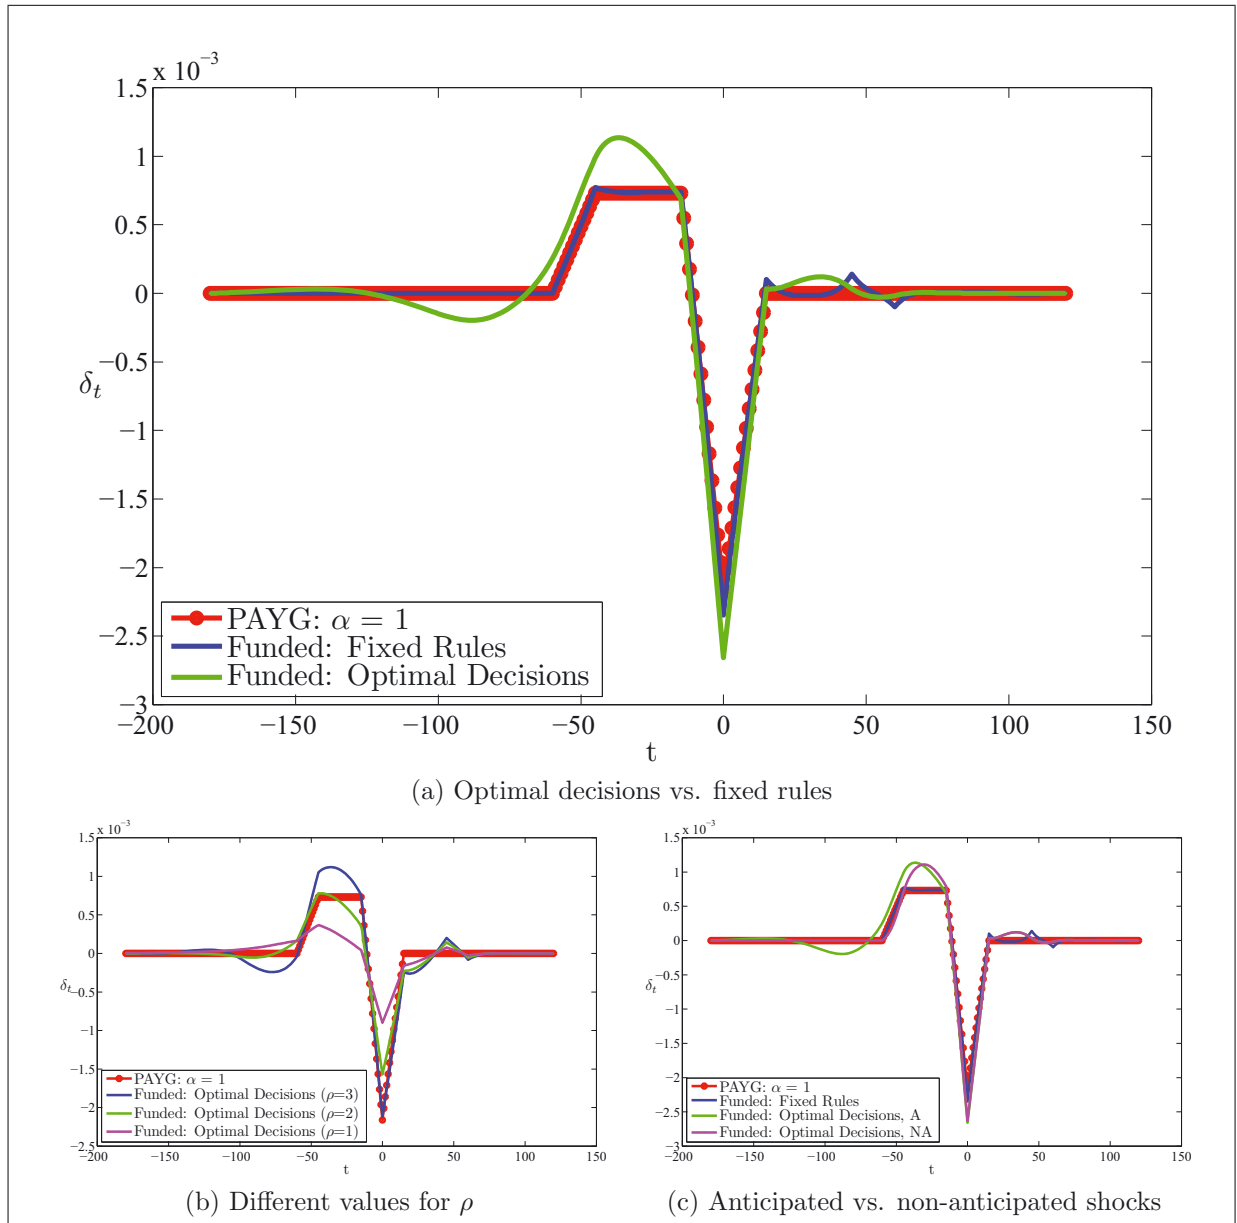 x 10⁻³
1.5
1
0.5
0
−0.5
−1
−1.5
−2
−2.5
−3
δₜ
PAYG: α = 1
Funded: Fixed Rules
Funded: Optimal Decisions
−200 −150 −100 −50 0 50 100 150
t
(a) Optimal decisions vs. fixed rules
x 10⁻³
1.5
1
0.5
0
−0.5
−1
−1.5
−2
−2.5
δₜ
PAYG: α = 1
Funded: Optimal Decisions (ρ=3)
Funded: Optimal Decisions (ρ=2)
Funded: Optimal Decisions (ρ=1)
−200 −150 −100 −50 0 50 100 150
t
(b) Different values for ρ
x 10⁻³
1.5
1
0.5
0
−0.5
−1
−1.5
−2
−2.5
−3
δₜ
PAYG: α = 1
Funded: Fixed Rules
Funded: Optimal Decisions, A
Funded: Optimal Decisions, NA
−200 −150 −100 −50 0 50 100 150
t
(c) Anticipated vs. non-anticipated shocks